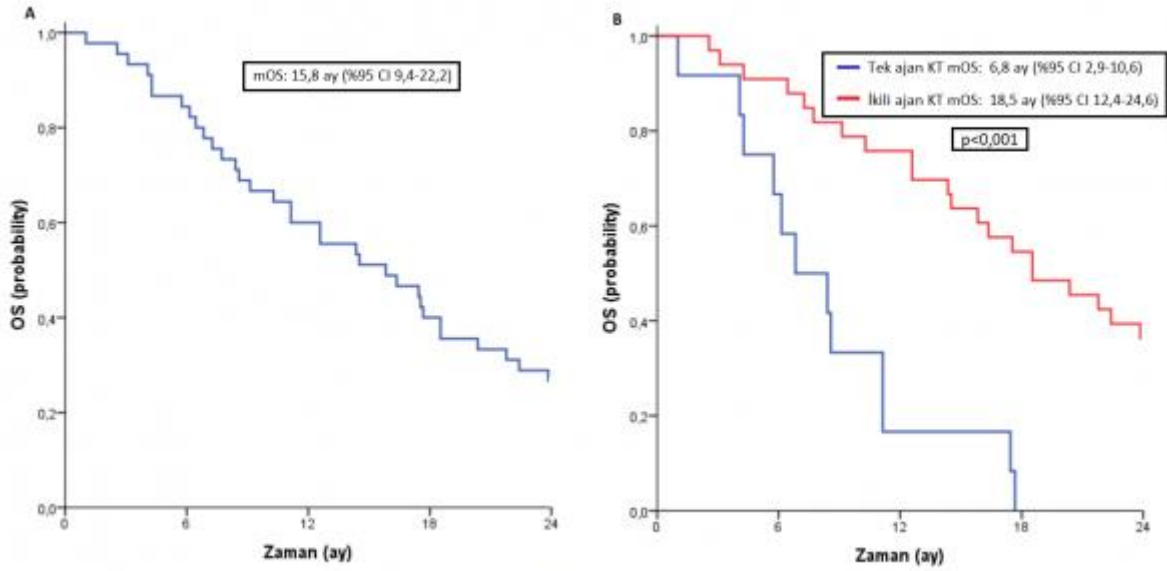 A
1,0
0,8
0,6
0,4
0,2
0,0
OS (probability)
mOS: 15,8 ay (%95 CI 9,4-22,2)
0 6 12 18 24
Zaman (ay)
B
1,0
0,8
0,6
0,4
0,2
0,0
OS (probability)
Tek ajan KT mOS: 6,8 ay (%95 CI 2,9-10,6)
İkili ajan KT mOS: 18,5 ay (%95 CI 12,4-24,6)
p<0,001
0 6 12 18 24
Zaman (ay)